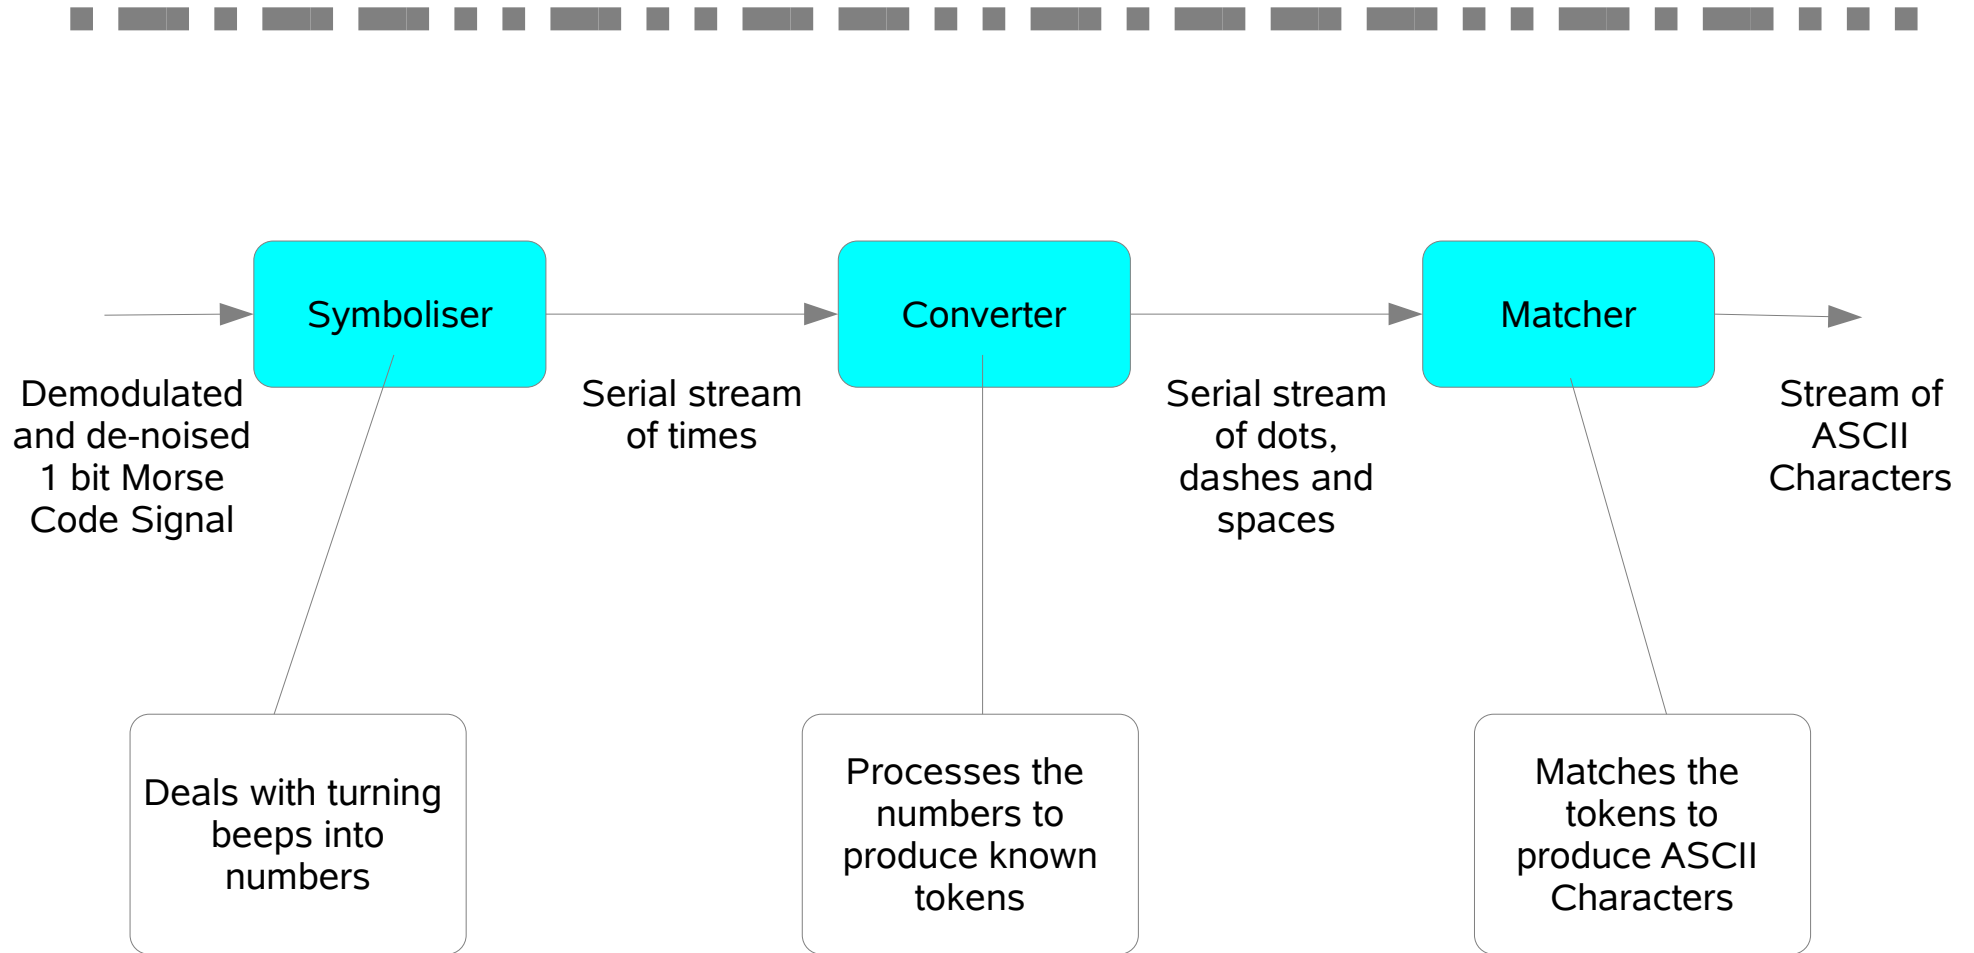 Symboliser
Converter
Matcher
Demodulated
and de-noised
1 bit Morse
Code Signal
Serial stream
of times
Serial stream
of dots,
dashes and
spaces
Stream of
ASCII
Characters
Deals with turning
beeps into
numbers
Processes the
numbers to
produce known
tokens
Matches the
tokens to
produce ASCII
Characters